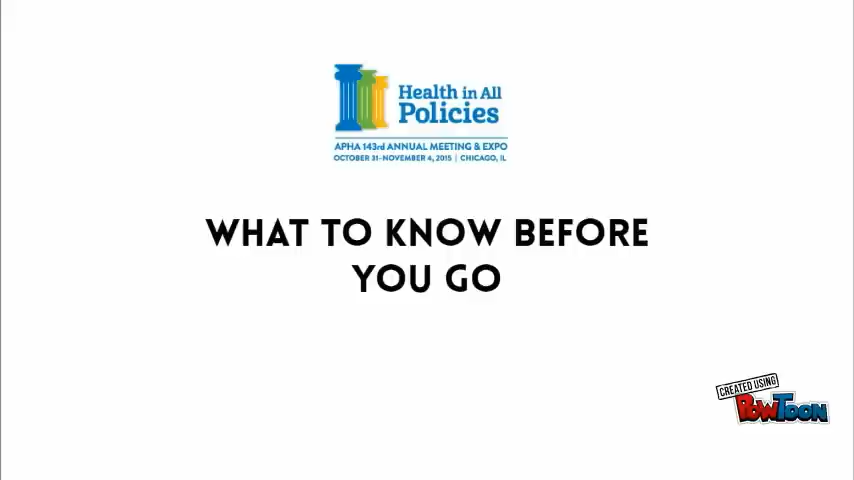 Health in All
Policies
APHA 143rd ANNUAL MEETING & EXPO
OCTOBER 31-NOVEMBER 4, 2015 | CHICAGO, IL
WHAT TO KNOW BEFORE
YOU GO
CREATED USING
POWTOON